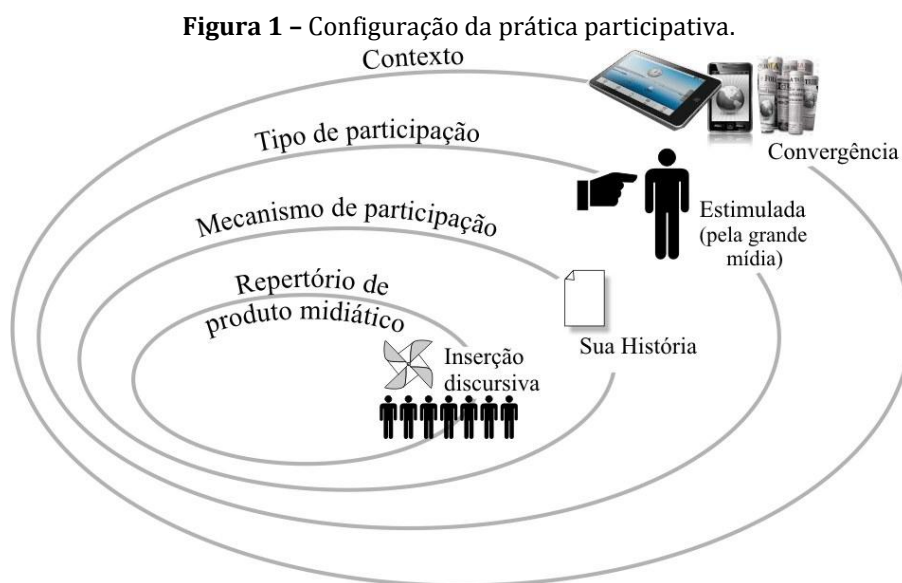 Figura 1 – Configuração da prática participativa.
Contexto
Convergência
Tipo de participação
Estimulada
(pela grande
mídia)
Mecanismo de participação
Sua História
Repertório de
produto midiático
Inserção
discursiva